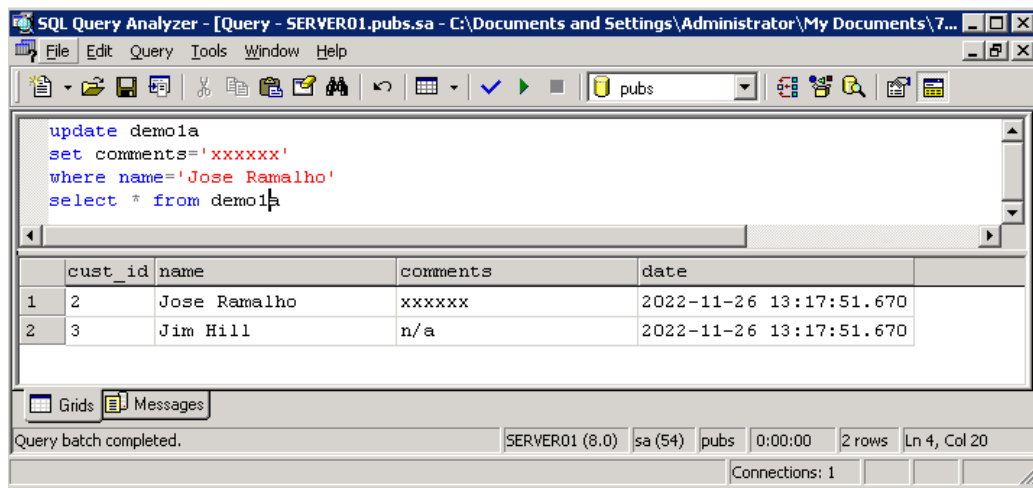 SQL Query Analyzer - [Query - SERVER01.pubs.sa - C:\Documents and Settings\Administrator\My Documents\7...
File Edit Query Tools Window Help
pubs
update demo1a
set comments='xxxxxx'
where name='Jose Ramalho'
select * from demo1a
cust_id name comments date
1 2 Jose Ramalho xxxxxx 2022-11-26 13:17:51.670
2 3 Jim Hill n/a 2022-11-26 13:17:51.670
Grids Messages
Query batch completed. SERVER01 (8.0) sa (54) pubs 0:00:00 2 rows Ln 4, Col 20
Connections: 1